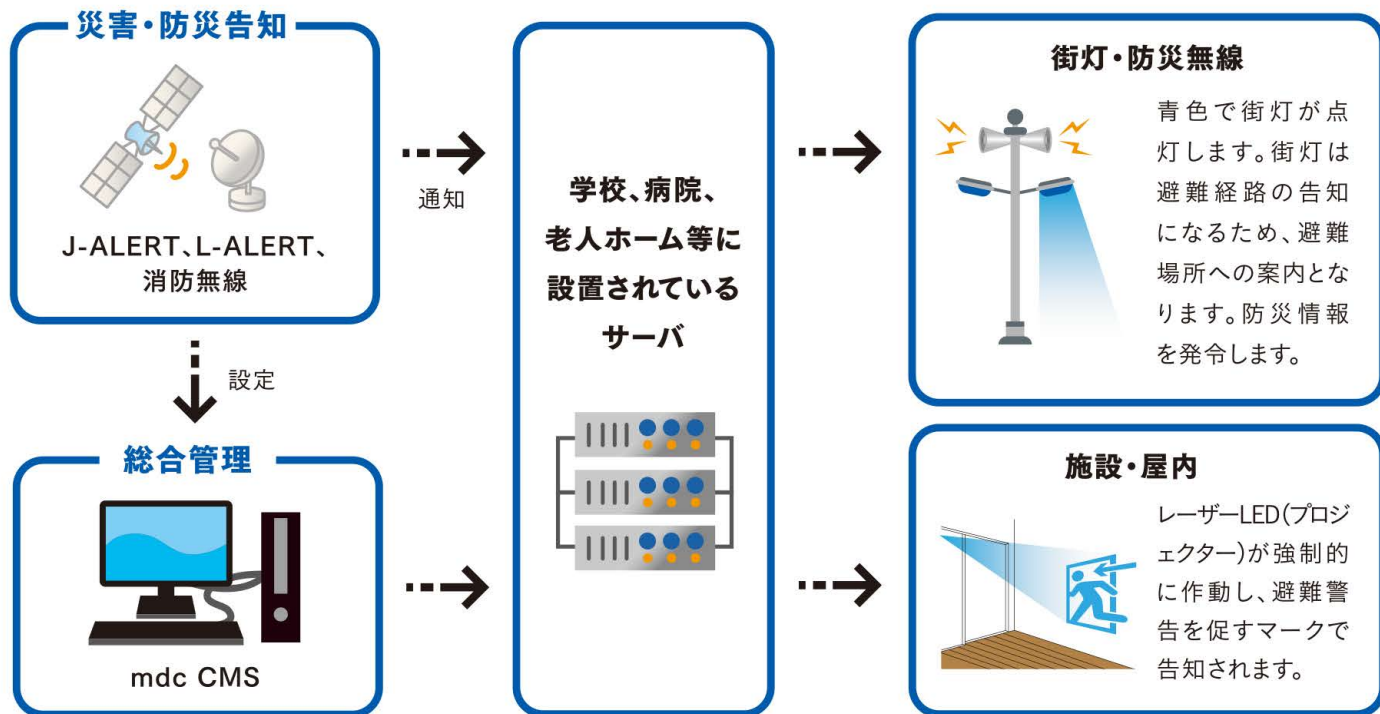 災害・防災告知
J-ALERT、L-ALERT、
消防無線
通知
設定
総合管理
mdc CMS
学校、病院、
老人ホーム等に
設置されている
サーバ
街灯・防災無線
青色で街灯が点
灯します。街灯は
避難経路の告知
になるため、避難
場所への案内とな
ります。防災情報
を発令します。
施設・屋内
レーザーLED(プロジ
ェクター)が強制的
に作動し、避難警
告を促すマークで
告知されます。